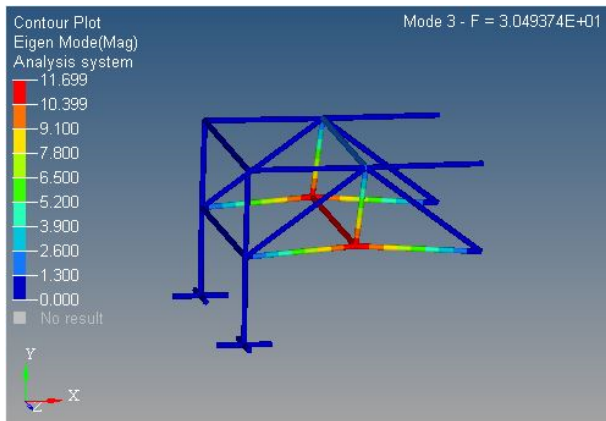 Contour Plot
Eigen Mode(Mag)
Analysis system
Mode 3 - F = 3.049374E+01
11.699
10.399
9.100
7.800
6.500
5.200
3.900
2.600
1.300
0.000
No result
Y
X
Z